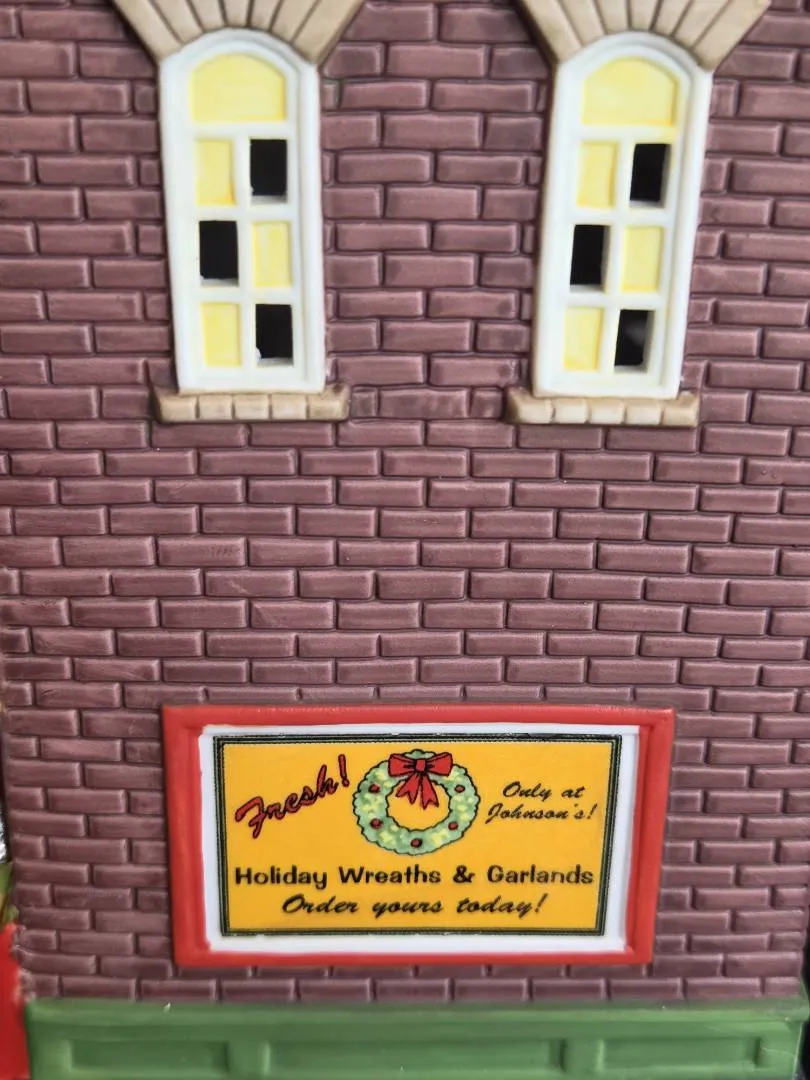 Fresh!
Only at
Johnson's!
Holiday Wreaths & Garlands
Order yours today!